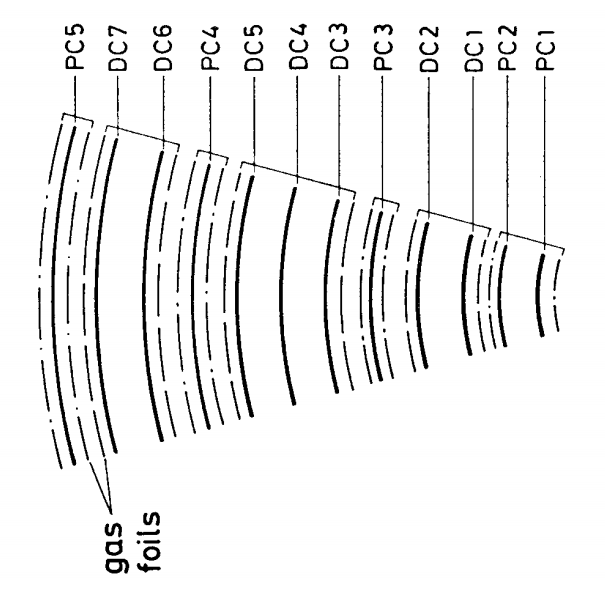 PC5
DC7
DC6
PC4
DC5
DC4
DC3
PC3
DC2
DC1
PC2
PC1
gas
foils